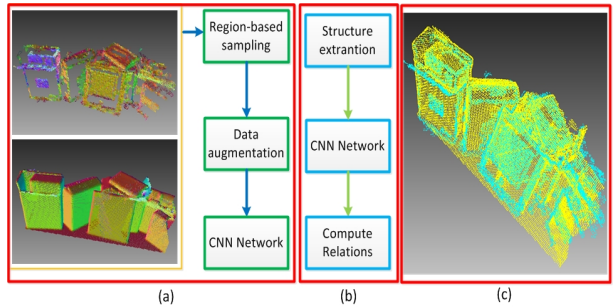 Region-based
sampling
Data
augmentation
CNN Network
(a)
Structure
extrantion
CNN Network
Compute
Relations
(b)
(c)